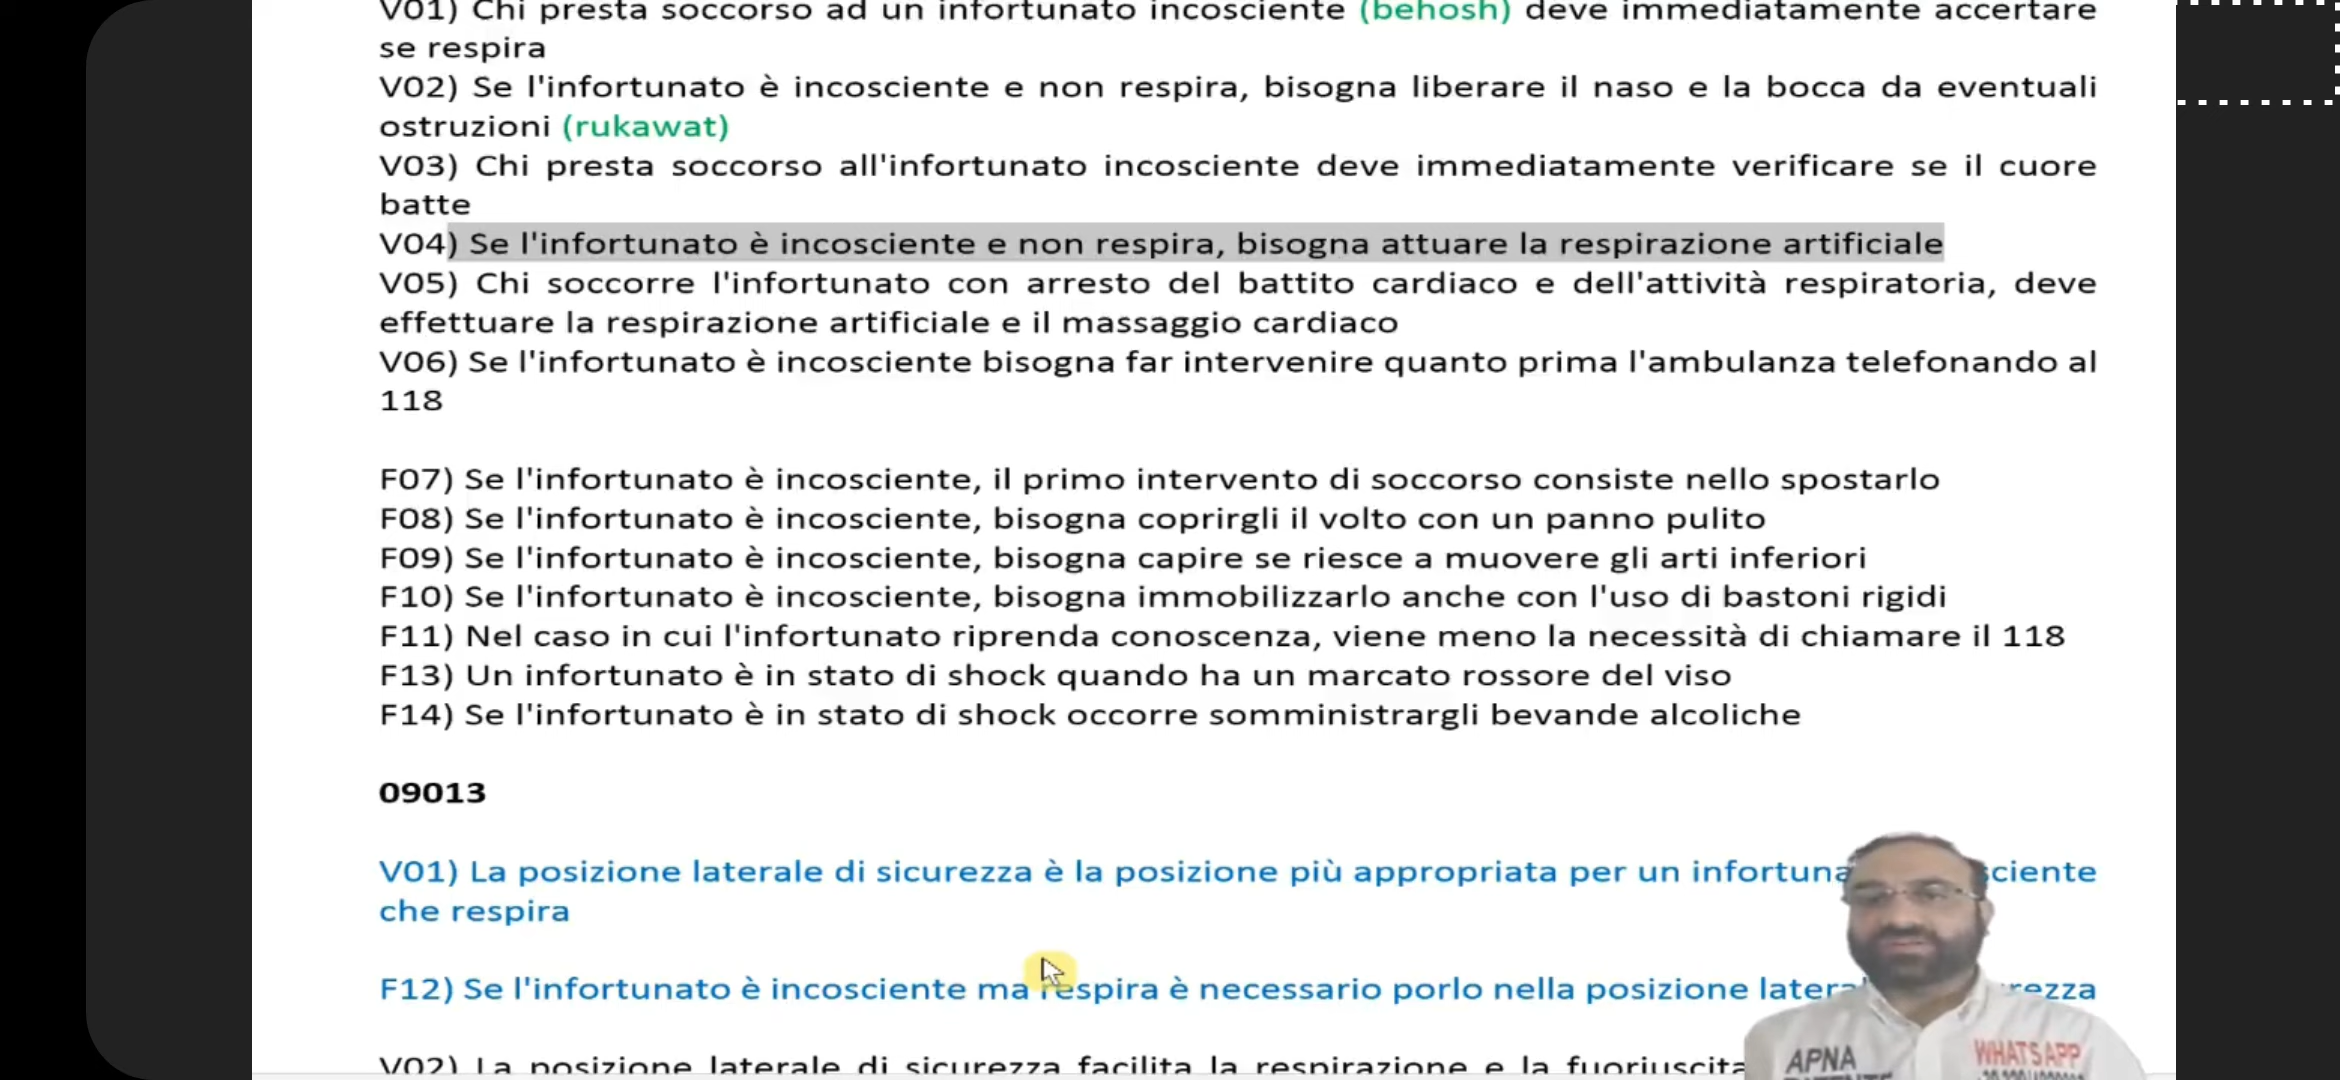 V01) Chi presta soccorso ad un infortunato incosciente (behosh) deve immediatamente accertare
se respira
V02) Se l'infortunato è incosciente e non respira, bisogna liberare il naso e la bocca da eventuali
ostruzioni (rukawat)
V03) Chi presta soccorso all'infortunato incosciente deve immediatamente verificare se il cuore
batte
V04) Se l'infortunato è incosciente e non respira, bisogna attuare la respirazione artificiale
V05) Chi soccorre l'infortunato con arresto del battito cardiaco e dell'attività respiratoria, deve
effettuare la respirazione artificiale e il massaggio cardiaco
V06) Se l'infortunato è incosciente bisogna far intervenire quanto prima l'ambulanza telefonando al
118
F07) Se l'infortunato è incosciente, il primo intervento di soccorso consiste nello spostarlo
F08) Se l'infortunato è incosciente, bisogna coprirgli il volto con un panno pulito
F09) Se l'infortunato è incosciente, bisogna capire se riesce a muovere gli arti inferiori
F10) Se l'infortunato è incosciente, bisogna immobilizzarlo anche con l'uso di bastoni rigidi
F11) Nel caso in cui l'infortunato riprenda conoscenza, viene meno la necessità di chiamare il 118
F13) Un infortunato è in stato di shock quando ha un marcato rossore del viso
F14) Se l'infortunato è in stato di shock occorre somministrargli bevande alcoliche
09013
V01) La posizione laterale di sicurezza è la posizione più appropriata per un
che respira
F12) Se l'infortunato è incosciente ma respira è necessario porlo nella posizione
V02) La posizione laterale di sicurezza facilita la respirazione e la
APNA
WHATSAPP